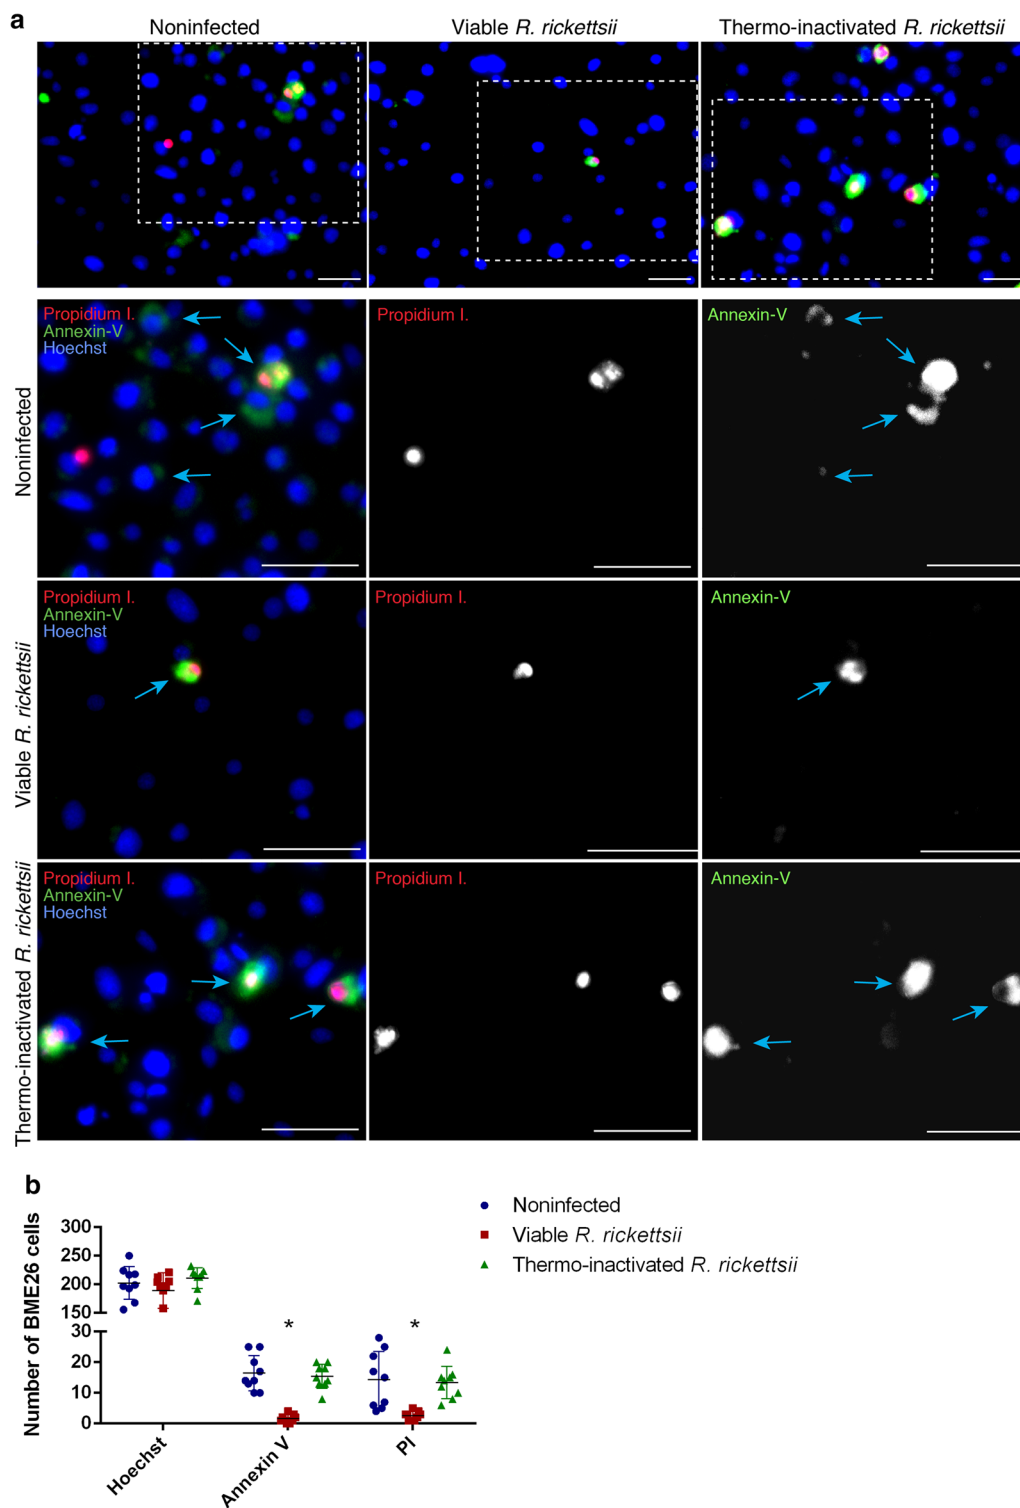 a
Noninfected
Viable R. rickettsii
Thermo-inactivated R. rickettsii
Noninfected
Propidium I.
Annexin-V
Hoechst
Propidium I.
Annexin-V
Viable R. rickettsii
Propidium I.
Annexin-V
Hoechst
Propidium I.
Annexin-V
Thermo-inactivated R. rickettsii
Propidium I.
Annexin-V
Hoechst
Propidium I.
Annexin-V
b
Noninfected
Viable R. rickettsii
Thermo-inactivated R. rickettsii
Number of BME26 cells
300
250
200
150
30
20
10
0
*
*
Hoechst
Annexin V
PI